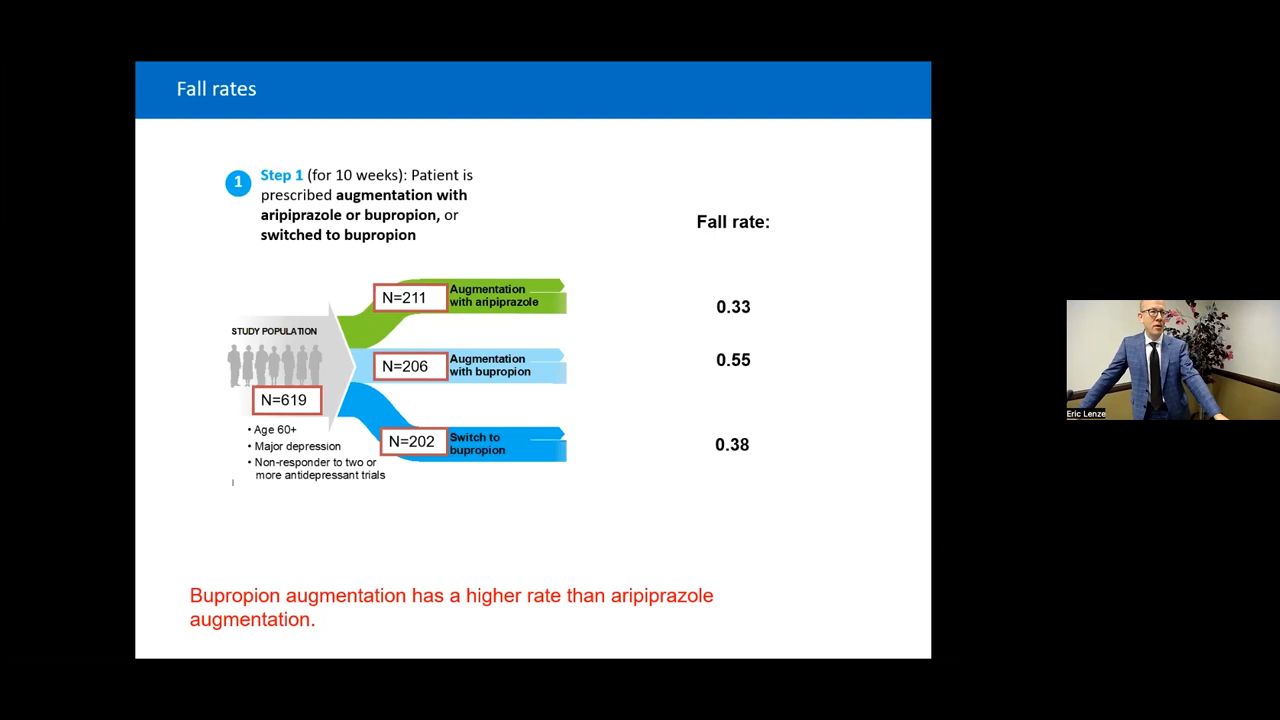 Fall rates
1
Step 1 (for 10 weeks): Patient is
prescribed augmentation with
aripiprazole or bupropion, or
switched to bupropion
Fall rate:
STUDY POPULATION
N=619
• Age 60+
• Major depression
• Non-responder to two or
more antidepressant trials
N=211
Augmentation
with aripiprazole
0.33
N=206
Augmentation
with bupropion
0.55
N=202
Switch to
bupropion
0.38
Bupropion augmentation has a higher rate than aripiprazole
augmentation.
Eric Lenze